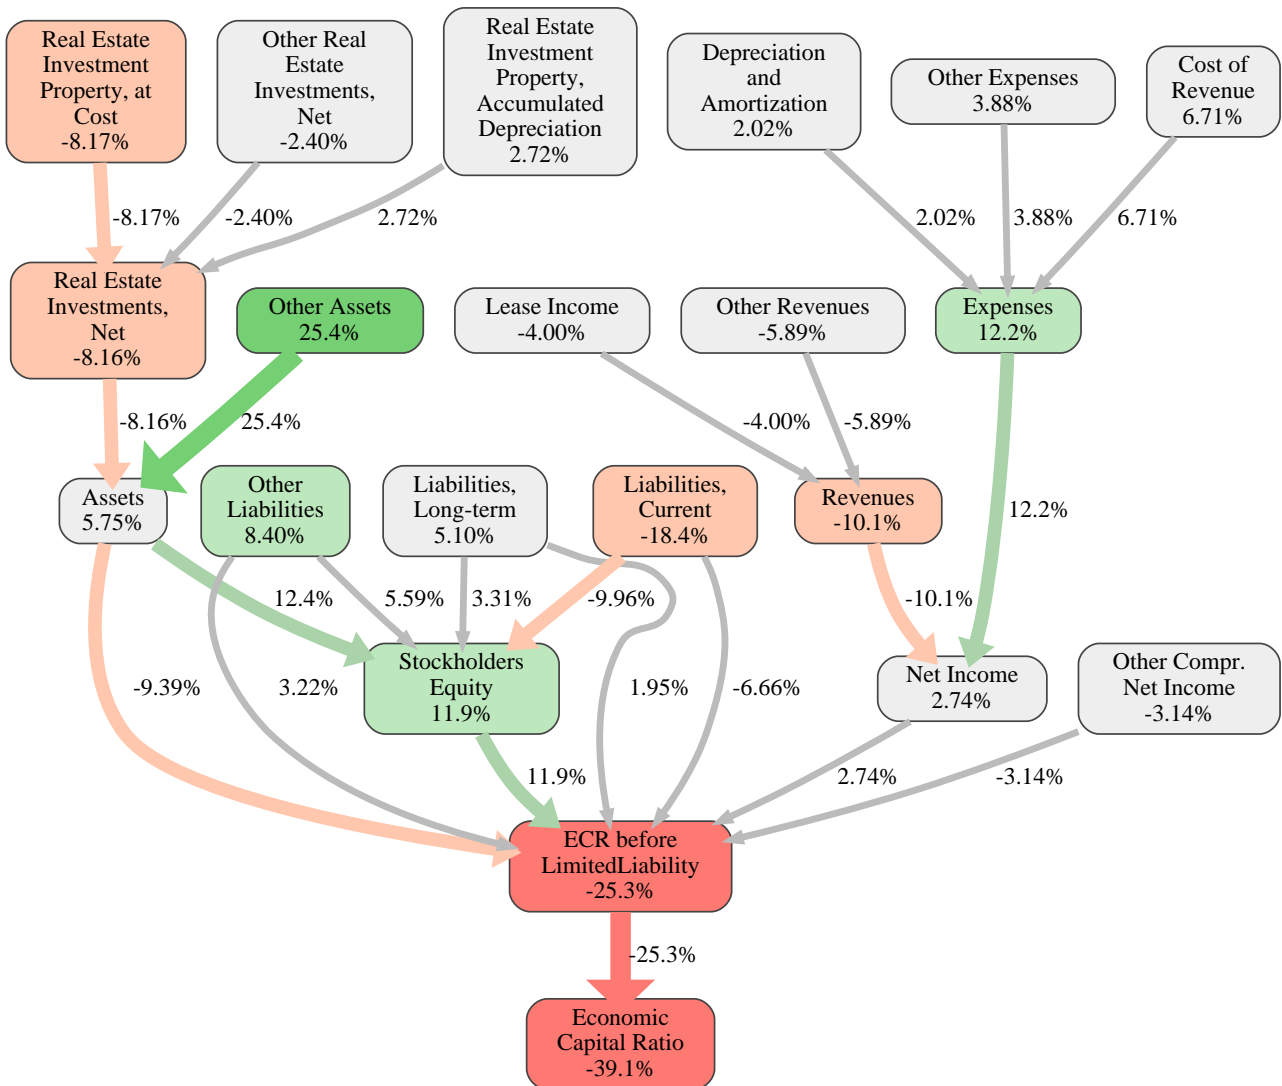 Real Estate
Investment
Property, at
Cost
-8.17%
Other Real
Estate
Investments,
Net
-2.40%
Real Estate
Investment
Property,
Accumulated
Depreciation
2.72%
Depreciation
and
Amortization
2.02%
Other Expenses
3.88%
Cost of
Revenue
6.71%
-8.17%
-2.40%
2.72%
2.02%
3.88%
6.71%
Real Estate
Investments,
Net
-8.16%
Other Assets
25.4%
Lease Income
-4.00%
Other Revenues
-5.89%
Expenses
12.2%
-8.16%
25.4%
-4.00%
-5.89%
Assets
5.75%
Other
Liabilities
8.40%
Liabilities,
Long-term
5.10%
Liabilities,
Current
-18.4%
Revenues
-10.1%
12.2%
12.4%
5.59%
3.31%
-9.96%
-10.1%
-9.39%
3.22%
Stockholders
Equity
11.9%
1.95%
-6.66%
Net Income
2.74%
Other Compr.
Net Income
-3.14%
11.9%
2.74%
-3.14%
ECR before
LimitedLiability
-25.3%
-25.3%
Economic
Capital Ratio
-39.1%